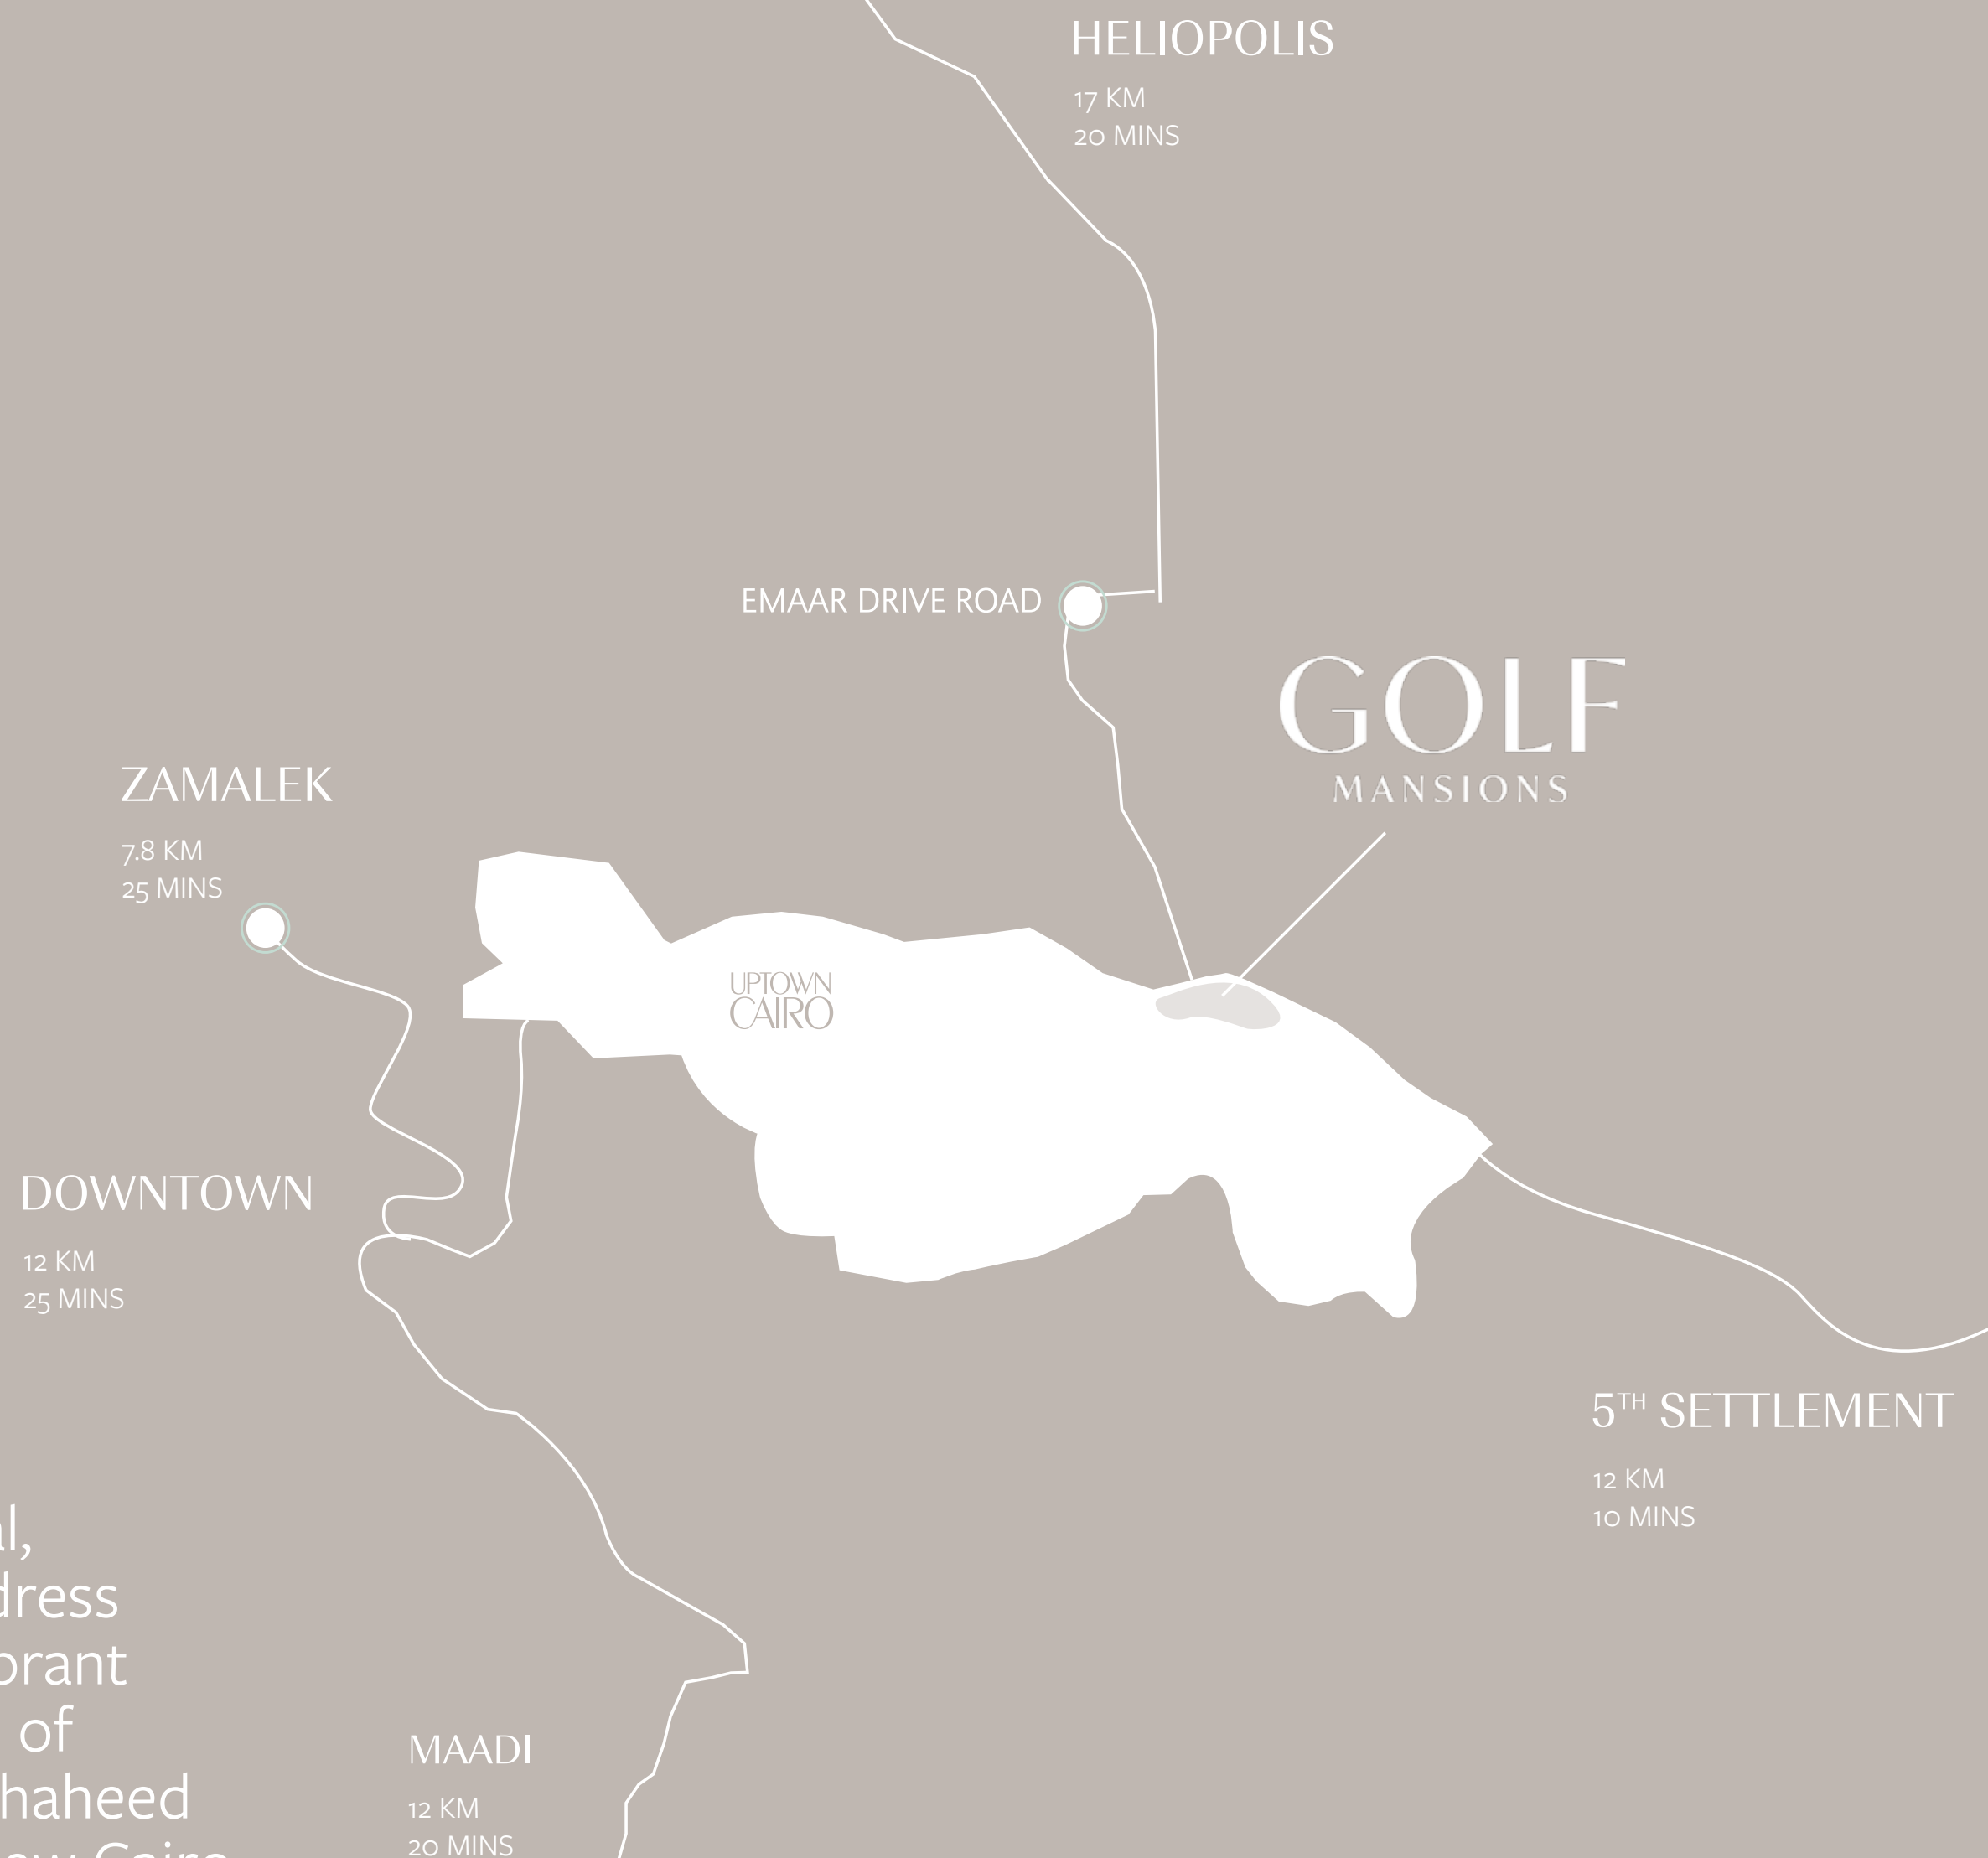 HELIOPOLIS
17 KM
20 MINS
EMAAR DRIVE ROAD
GOLF
MANSIONS
ZAMALEK
7.8 KM
25 MINS
UPTOWN
CAIRO
DOWNTOWN
12 KM
25 MINS
5TH SETTLEMENT
12 KM
10 MINS
MAADI
12 KM
20 MINS
of